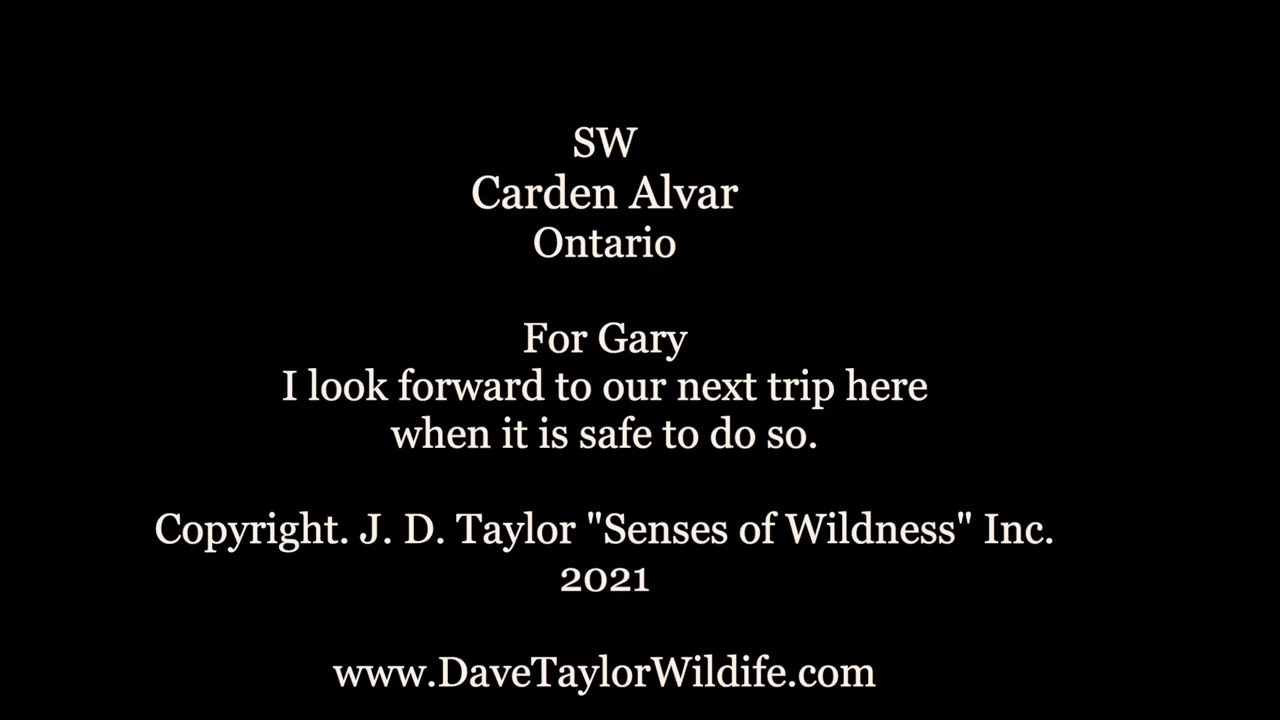 SW
Carden Alvar
Ontario
For Gary
I look forward to our next trip here
when it is safe to do so.
Copyright. J. D. Taylor "Senses of Wildness" Inc.
2021
www.DaveTaylorWildife.com